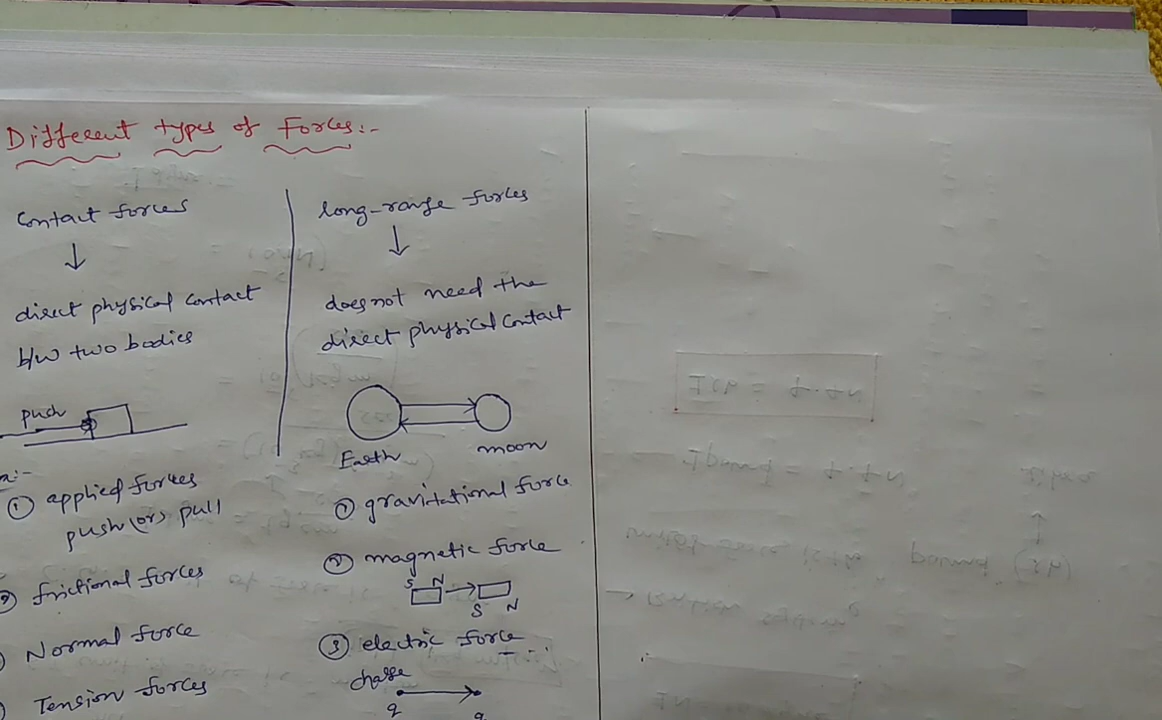 Different types of Forces:-
Contact forces
direct physical contact
b/w two bodies
push
① applied forces
push (or) pull
② frictional forces
Normal force
Tension forces
long-range forces
does not need the
direct physical contact
Earth
moon
① gravitational force
② magnetic force
S N
S N
③ electric force
charge
q q